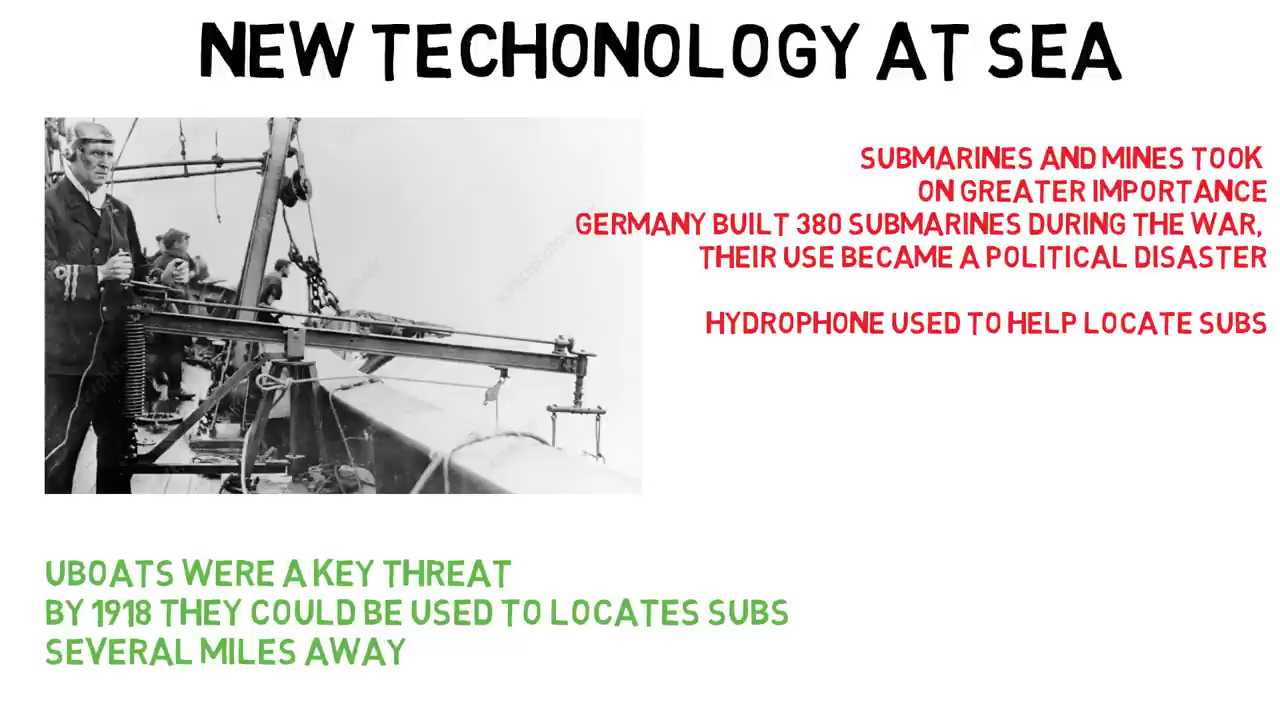 NEW TECHONOLOGY AT SEA
SUBMARINES AND MINES TOOK
ON GREATER IMPORTANCE
GERMANY BUILT 380 SUBMARINES DURING THE WAR,
THEIR USE BECAME A POLITICAL DISASTER
HYDROPHONE USED TO HELP LOCATE SUBS
UBOATS WERE A KEY THREAT
BY 1918 THEY COULD BE USED TO LOCATES SUBS
SEVERAL MILES AWAY